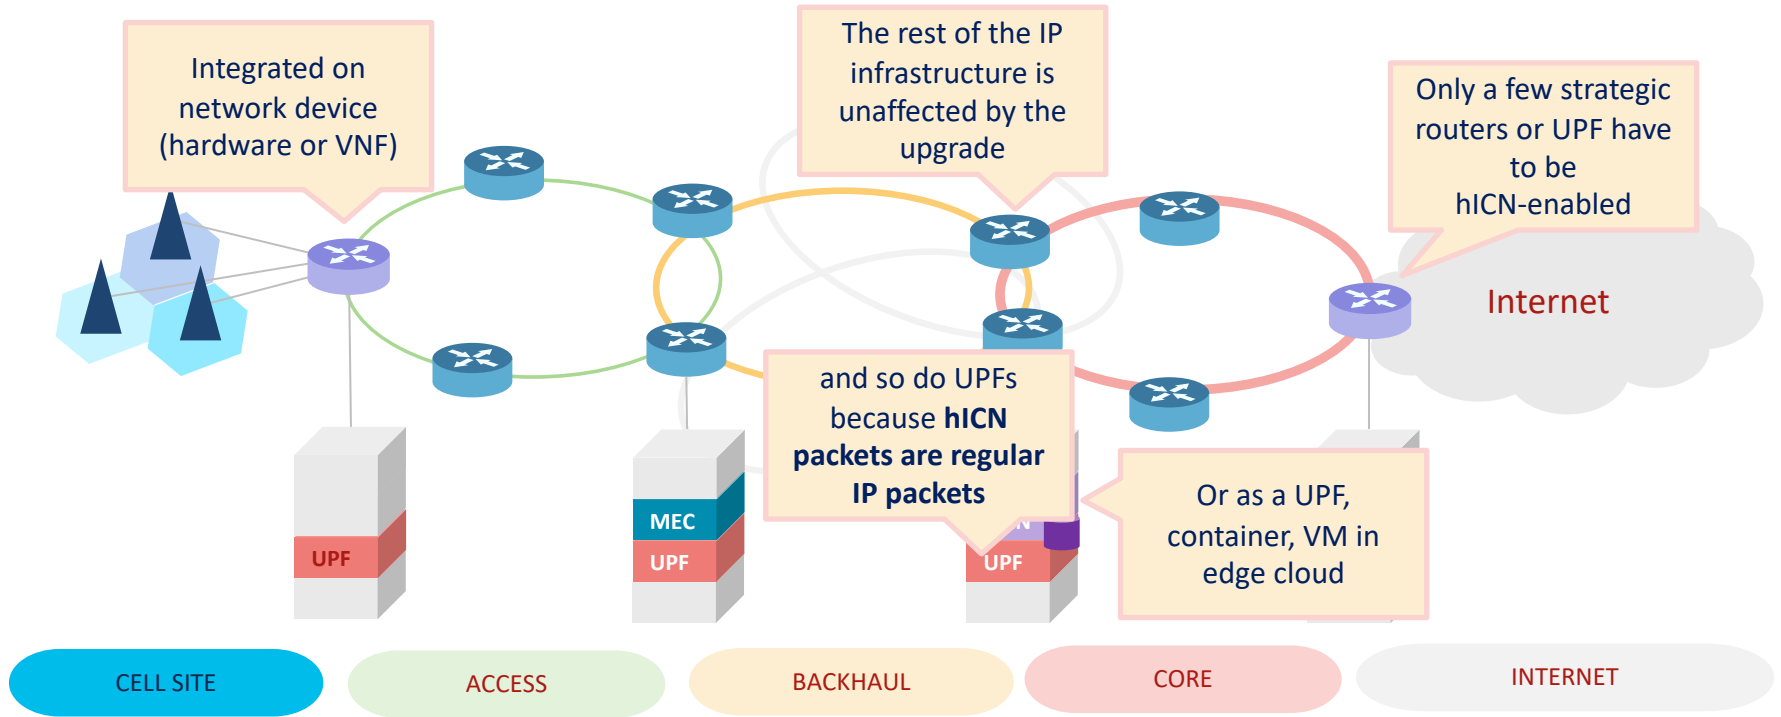 Integrated on
network device
(hardware or VNF)
The rest of the IP
infrastructure is
unaffected by the
upgrade
Only a few strategic
routers or UPF have
to be
hICN-enabled
Internet
and so do UPFs
because hICN
packets are regular
IP packets
Or as a UPF,
container, VM in
edge cloud
UPF
MEC
UPF
N
UPF
CELL SITE
ACCESS
BACKHAUL
CORE
INTERNET